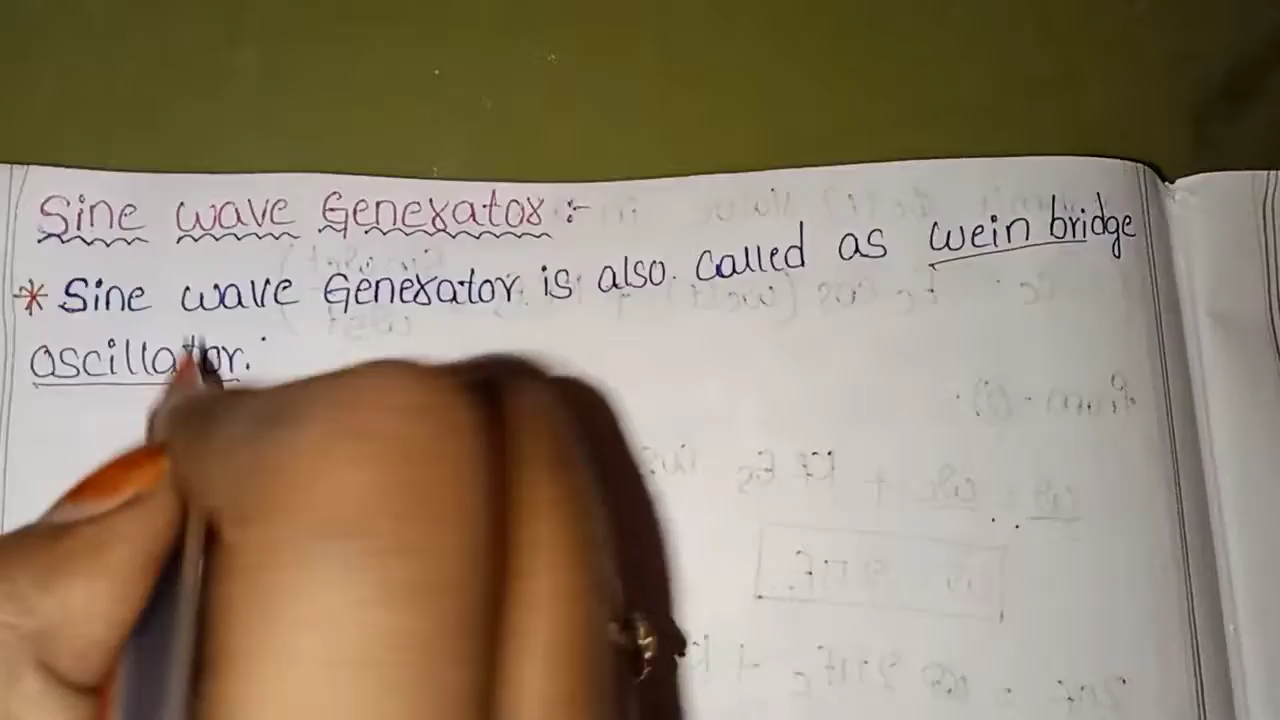 Sine wave Generator :-
* Sine wave Generator is also called as wein bridge
oscillator.